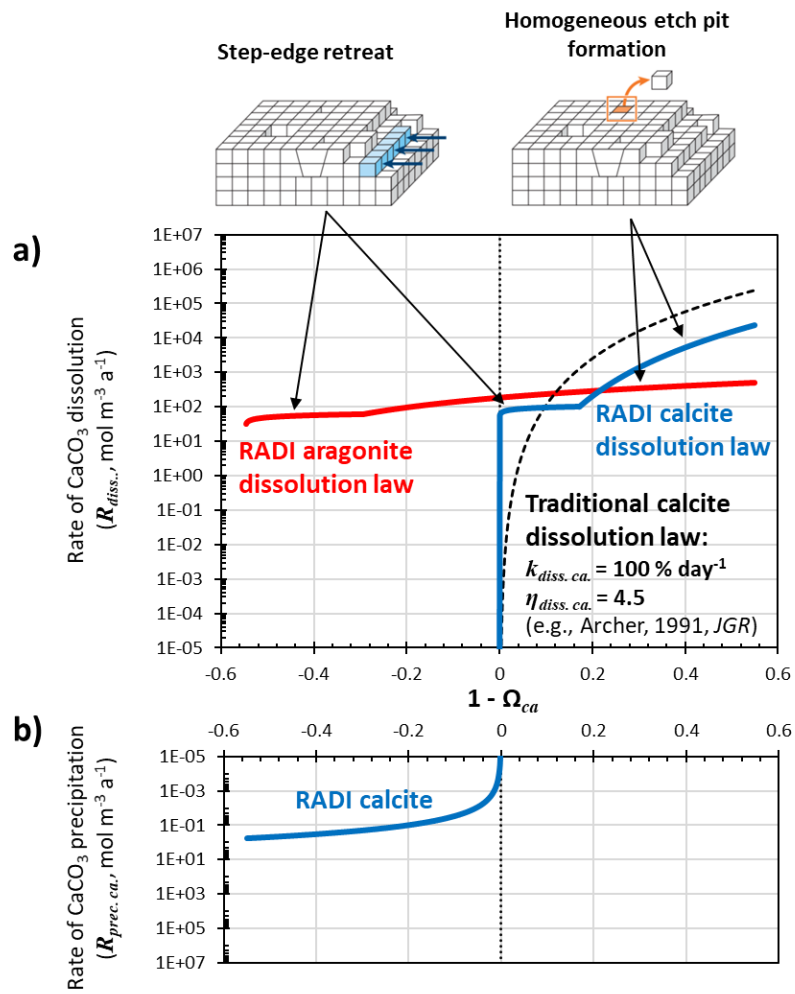 Step-edge retreat
Homogeneous etch pit
formation
a)
Rate of CaCO3 dissolution
(Rdiss., mol m-3 a-1)
1E+07
1E+06
1E+05
1E+04
1E+03
1E+02
1E+01
1E+00
1E-01
1E-02
1E-03
1E-04
1E-05
RADI aragonite
dissolution law
RADI calcite
dissolution law
Traditional calcite
dissolution law:
kdiss. ca. = 100 % day-1
ηdiss. ca. = 4.5
(e.g., Archer, 1991, JGR)
-0.6
-0.4
-0.2
0
0.2
0.4
0.6
1 - Ωca
b)
-0.6
-0.4
-0.2
0
0.2
0.4
0.6
Rate of CaCO3 precipitation
(Rprec. ca., mol m-3 a-1)
1E-05
1E-03
1E-01
1E+01
1E+03
1E+05
1E+07
RADI calcite